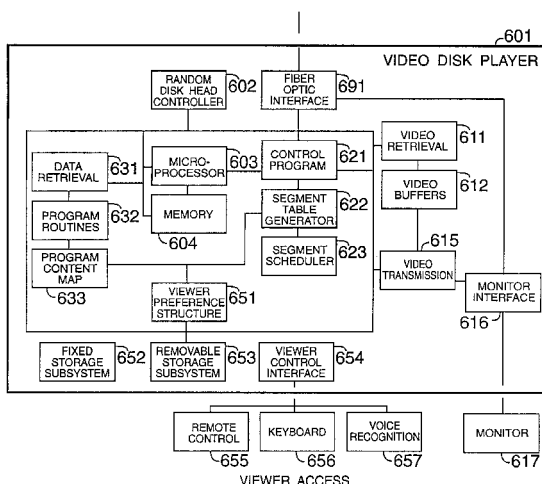 601
VIDEO DISK PLAYER
RANDOM
DISK HEAD
CONTROLLER
602
FIBER
OPTIC
INTERFACE
691
DATA
RETRIEVAL
631
MICRO-
PROCESSOR
603
CONTROL
PROGRAM
621
VIDEO
RETRIEVAL
611
PROGRAM
ROUTINES
632
MEMORY
604
SEGMENT
TABLE
GENERATOR
622
VIDEO
BUFFERS
612
PROGRAM
CONTENT
MAP
633
SEGMENT
SCHEDULER
623
VIDEO
TRANSMISSION
615
VIEWER
PREFERENCE
STRUCTURE
651
MONITOR
INTERFACE
616
FIXED
STORAGE
SUBSYSTEM
652
REMOVABLE
STORAGE
SUBSYSTEM
653
VIEWER
CONTROL
INTERFACE
654
REMOTE
CONTROL
655
KEYBOARD
656
VOICE
RECOGNITION
657
MONITOR
617
VIEWER ACCESS